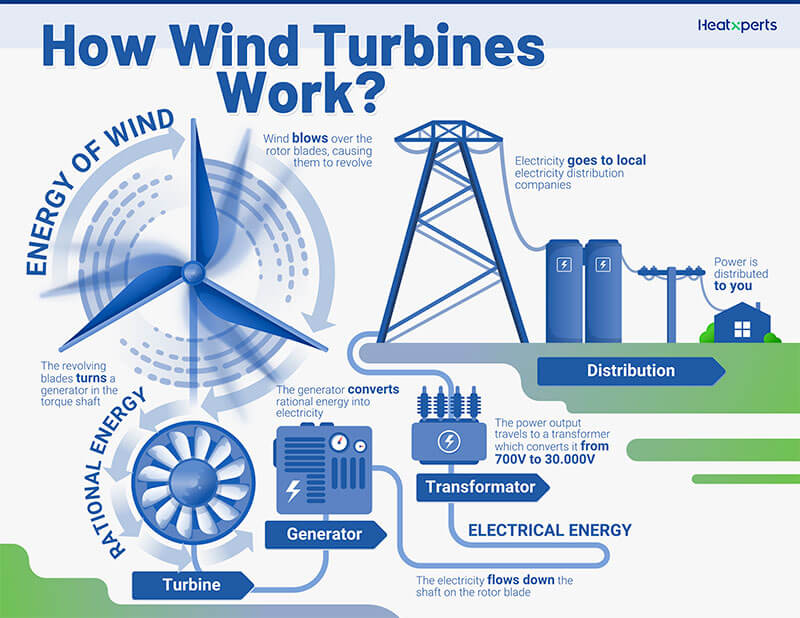 Heatxperts
How Wind Turbines
Work?
ENERGY OF WIND
Wind blows over the
rotor blades, causing
them to revolve
Electricity goes to local
electricity distribution
companies
Power is
distributed
to you
Distribution
The revolving
blades turns a
generator in the
torque shaft
RATIONAL ENERGY
Turbine
The generator converts
rational energy into
electricity
Generator
The power output
travels to a transformer
which converts it from
700V to 30.000V
Transformator
ELECTRICAL ENERGY
The electricity flows down the
shaft on the rotor blade